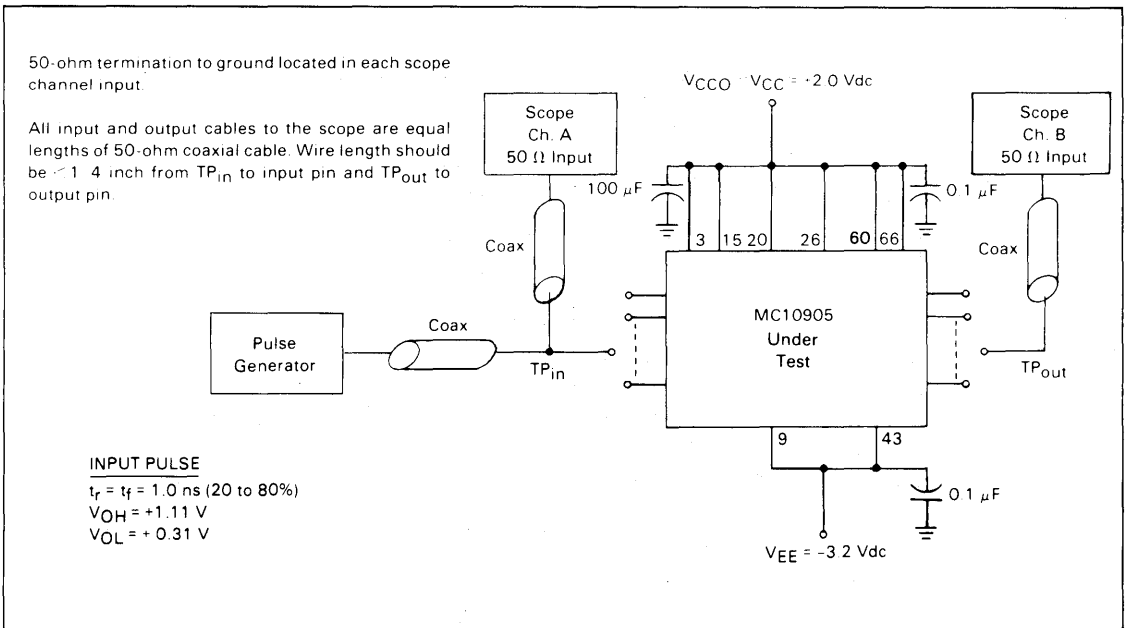 50-ohm termination to ground located in each scope
channel input.
All input and output cables to the scope are equal
lengths of 50-ohm coaxial cable. Wire length should
be < 1 4 inch from TPin to input pin and TPout to
output pin.
VCCO VCC = +2.0 Vdc
Scope
Ch. A
50 Ω Input
Scope
Ch. B
50 Ω Input
100 μF
0.1 μF
3 15 20 26 60 66
Coax
Coax
Pulse
Generator
Coax
TPin
MC10905
Under
Test
TPout
9 43
INPUT PULSE
tr = tf = 1.0 ns (20 to 80%)
VOH = +1.11 V
VOL = + 0.31 V
0.1 μF
VEE = -3.2 Vdc